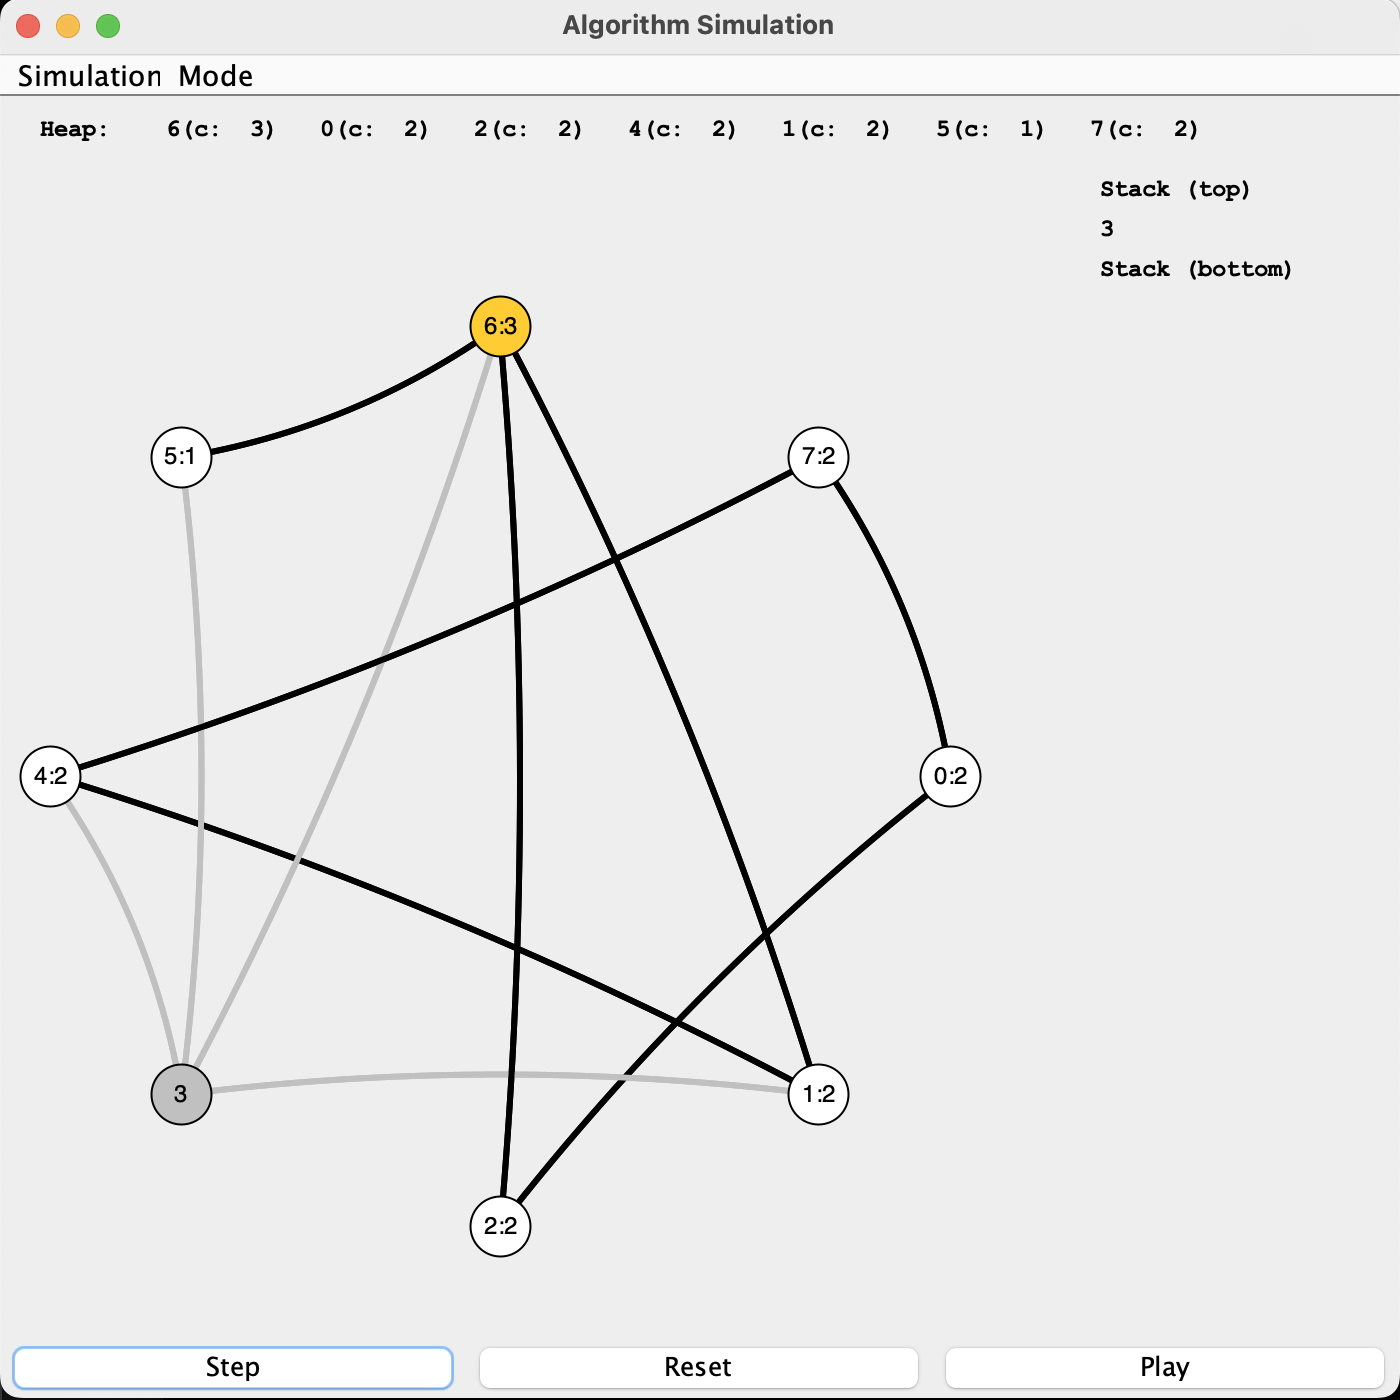 Algorithm Simulation
Simulation Mode
Heap: 6(c: 3) 0(c: 2) 2(c: 2) 4(c: 2) 1(c: 2) 5(c: 1) 7(c: 2)
Stack (top)
3
Stack (bottom)
6:3
5:1
7:2
4:2
0:2
3
1:2
2:2
Step Reset Play